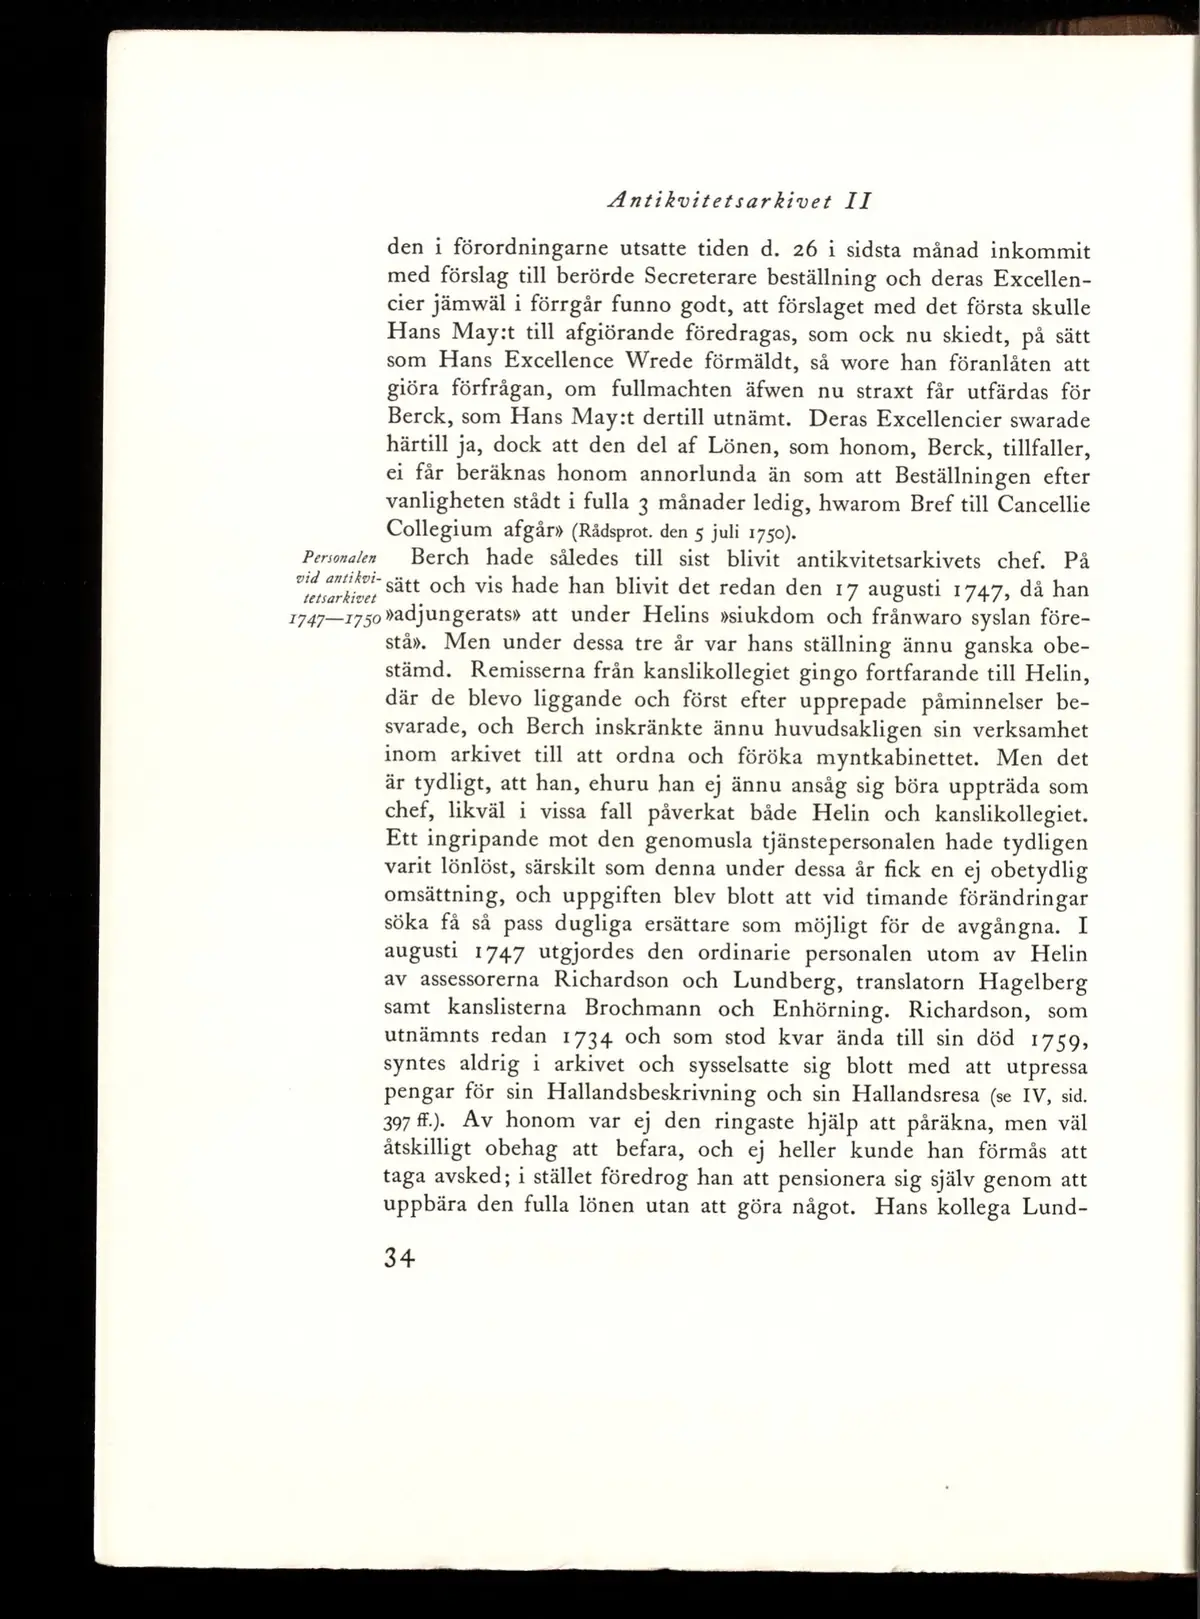 Antikvitetsarkivet II
den i förordningarne utsatte tiden d. 26 i sidsta månad inkommit
med förslag till berörde Secreterare beställning och deras Excellen-
cier jämwäl i förrgår funno godt, att förslaget med det första skulle
Hans May:t till afgiörande föredragas, som ock nu skiedt, på sätt
som Hans Excellence Wrede förmäldt, så wore han föranlåten att
giöra förfrågan, om fullmachten äfwen nu straxt får utfärdas för
Berck, som Hans May:t dertill utnämt. Deras Excellencier swarade
härtill ja, dock att den del af Lönen, som honom, Berck, tillfaller,
ei får beräknas honom annorlunda än som att Beställningen efter
vanligheten stådt i fulla 3 månader ledig, hwarom Bref till Cancellie
Collegium afgår» (Rådsprot. den 5 juli 1750).
Personalen
vid antikvi-
tetsarkivet
1747—1750
Berch hade således till sist blivit antikvitetsarkivets chef. På
sätt och vis hade han blivit det redan den 17 augusti 1747, då han
»adjungerats» att under Helins »siukdom och frånwaro syslan före-
stå». Men under dessa tre år var hans ställning ännu ganska obe-
stämd. Remisserna från kanslikollegiet gingo fortfarande till Helin,
där de blevo liggande och först efter upprepade påminnelser be-
svarade, och Berch inskränkte ännu huvudsakligen sin verksamhet
inom arkivet till att ordna och föröka myntkabinettet. Men det
är tydligt, att han, ehuru han ej ännu ansåg sig böra uppträda som
chef, likväl i vissa fall påverkat både Helin och kanslikollegiet.
Ett ingripande mot den genomusla tjänstepersonalen hade tydligen
varit lönlöst, särskilt som denna under dessa år fick en ej obetydlig
omsättning, och uppgiften blev blott att vid timande förändringar
söka få så pass dugliga ersättare som möjligt för de avgångna. I
augusti 1747 utgjordes den ordinarie personalen utom av Helin
av assessorerna Richardson och Lundberg, translatorn Hagelberg
samt kanslisterna Brochmann och Enhörning. Richardson, som
utnämnts redan 1734 och som stod kvar ända till sin död 1759,
syntes aldrig i arkivet och sysselsatte sig blott med att utpressa
pengar för sin Hallandsbeskrivning och sin Hallandsresa (se IV, sid.
397 ff.). Av honom var ej den ringaste hjälp att påräkna, men väl
åtskilligt obehag att befara, och ej heller kunde han förmås att
taga avsked; i stället föredrog han att pensionera sig själv genom att
uppbära den fulla lönen utan att göra något. Hans kollega Lund-
34